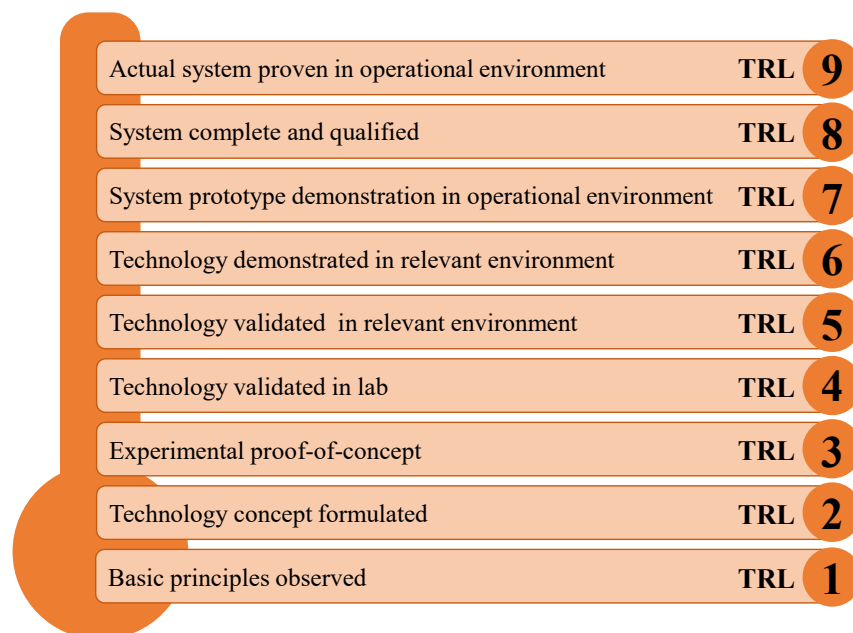 Actual system proven in operational environment TRL 9
System complete and qualified TRL 8
System prototype demonstration in operational environment TRL 7
Technology demonstrated in relevant environment TRL 6
Technology validated  in relevant environment TRL 5
Technology validated in lab TRL 4
Experimental proof-of-concept TRL 3
Technology concept formulated TRL 2
Basic principles observed TRL 1